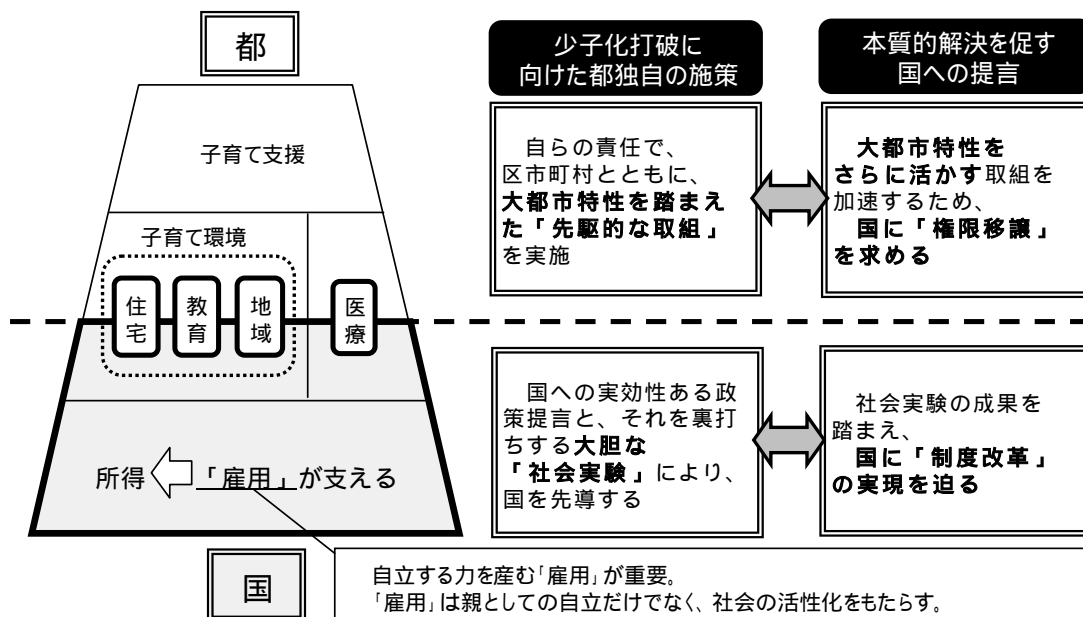 都
子育て支援
子育て環境
住宅
教育
地域
医療
所得
「雇用」が支える
国
少子化打破に
向けた都独自の施策
自らの責任で、
区市町村とともに、
大都市特性を踏まえ
た「先駆的な取組」
を実施
本質的解決を促す
国への提言
大都市特性を
さらに活かす取組を
加速するため、
国に「権限移譲」
を求める
国への実効性ある政
策提言と、それを裏打
ちする大胆な
「社会実験」により、
国を先導する
社会実験の成果を
踏まえ、
国に「制度改革」
の実現を迫る
自立する力を産む「雇用」が重要。
「雇用」は親としての自立だけでなく、社会の活性化をもたらす。